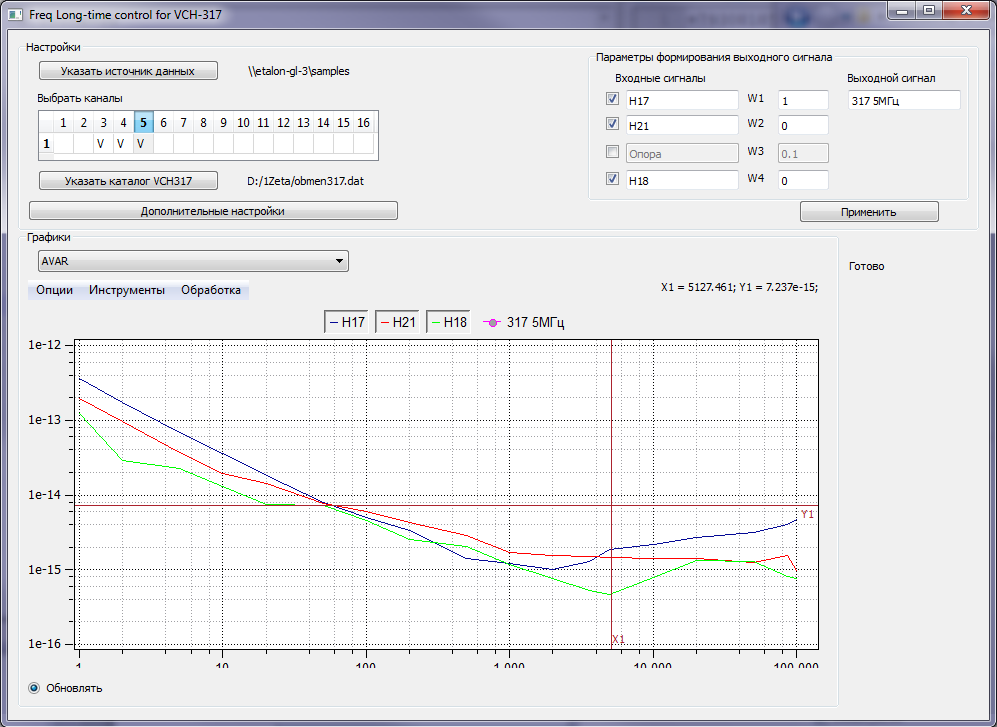 Freq Long-time control for VCH-317
Настройки
Указать источник данных
\\etalon-gl-3\samples
Выбрать каналы
1 2 3 4 5 6 7 8 9 10 11 12 13 14 15 16
1 V V V
Указать каталог VCH317
D:/1Zeta/obmen317.dat
Дополнительные настройки
Параметры формирования выходного сигнала
Входные сигналы
Выходной сигнал
H17 W1 1
317 5МГц
H21 W2 0
Опора W3 0.1
H18 W4 0
Применить
Графики
AVAR
Готово
Опции Инструменты Обработка
X1 = 5127.461; Y1 = 7.237e-15;
H17 H21 H18 317 5МГц
1e-12
1e-13
1e-14
Y1
1e-15
1e-16
X1
1 10 100 1 000 10 000 100 000
Обновлять